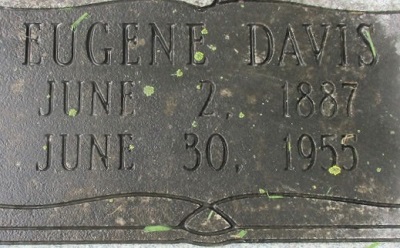 EUGENE DAVIS
JUNE 2, 1887
JUNE 30, 1955